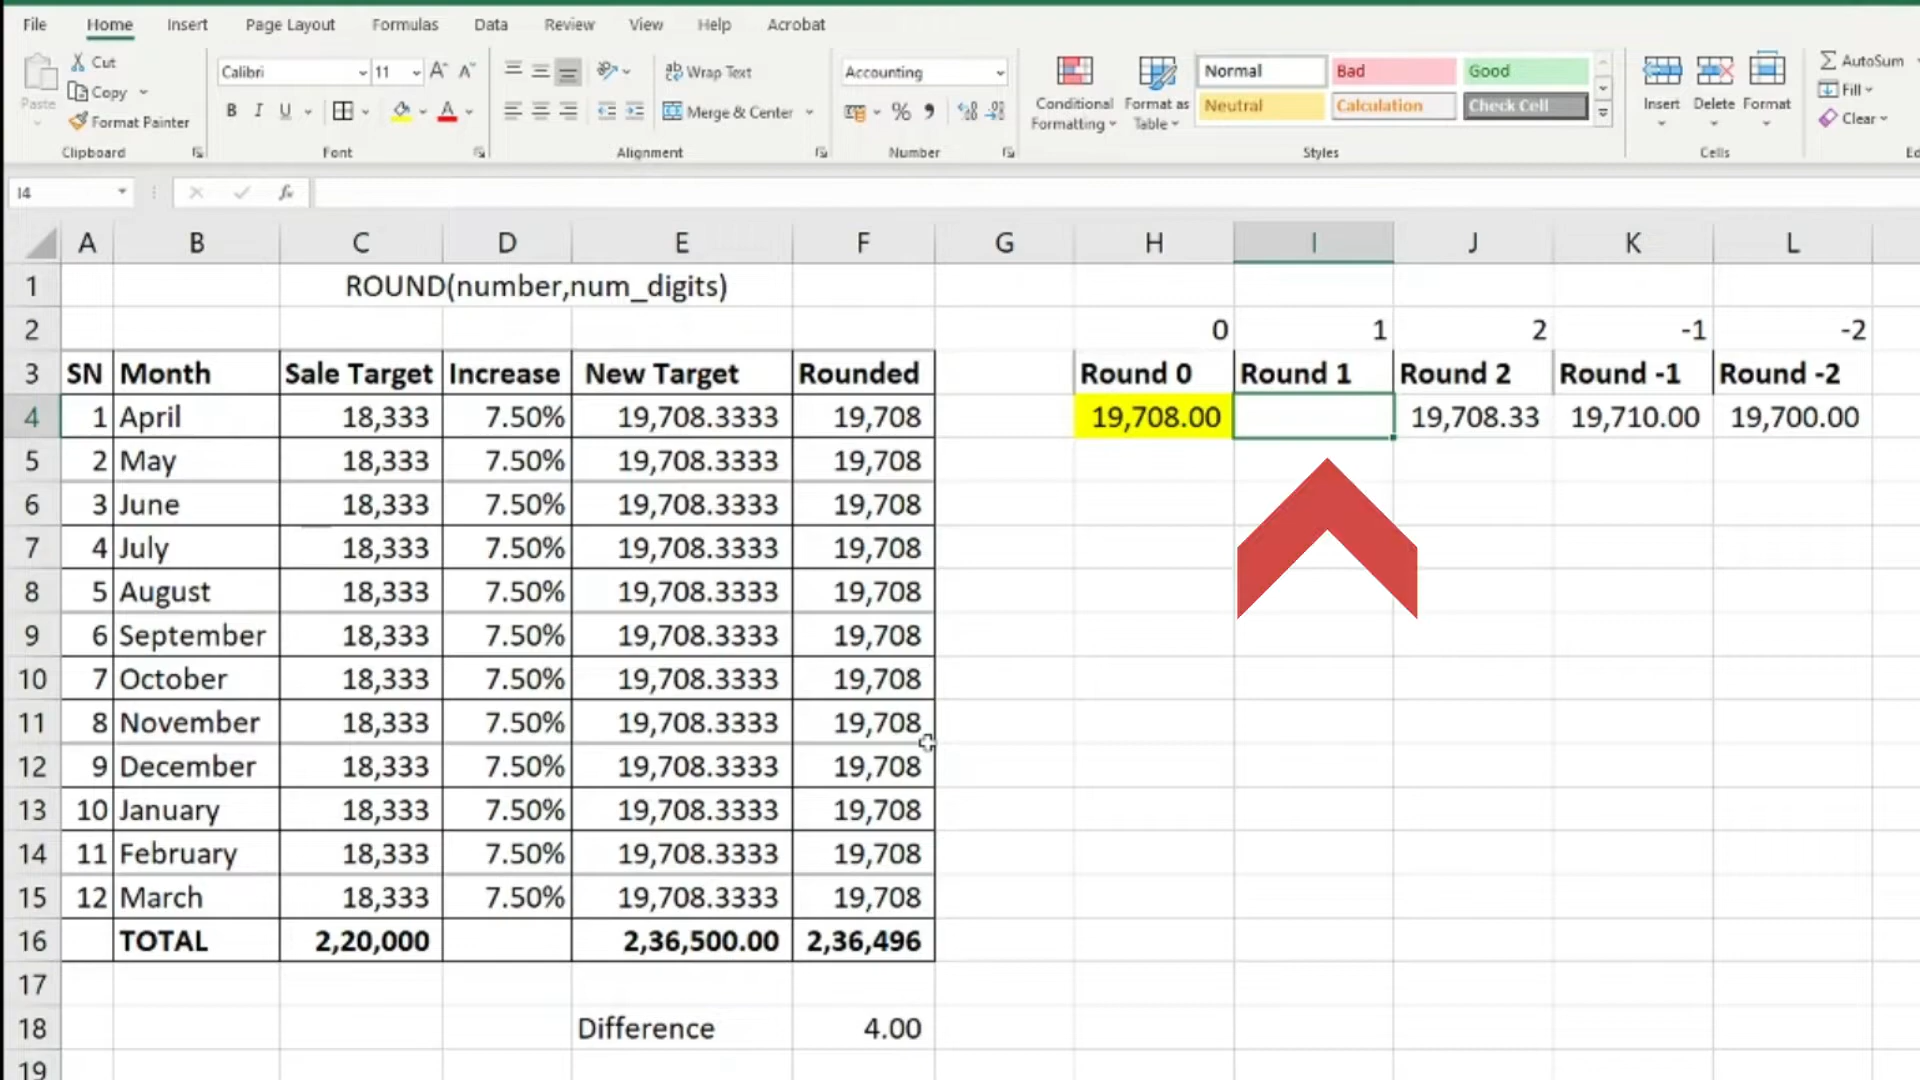 File Home Insert Page Layout Formulas Data Review View Help Acrobat
Paste Cut Copy Format Painter
Calibri 11 A A
B I U A
Wrap Text
Merge & Center
Accounting
% ,
Conditional Formatting Format as Table
Normal Bad Good
Neutral Calculation Check Cell
Insert Delete Format
AutoSum
Fill
Clear
Clipboard Font Alignment Number Styles Cells Ed
I4 fx
A B C D E F G H I J K L
1 ROUND(number,num_digits)
2 0 1 2 -1 -2
3 SN Month Sale Target Increase New Target Rounded Round 0 Round 1 Round 2 Round -1 Round -2
4 1 April 18,333 7.50% 19,708.3333 19,708 19,708.00 19,708.33 19,710.00 19,700.00
5 2 May 18,333 7.50% 19,708.3333 19,708
6 3 June 18,333 7.50% 19,708.3333 19,708
7 4 July 18,333 7.50% 19,708.3333 19,708
8 5 August 18,333 7.50% 19,708.3333 19,708
9 6 September 18,333 7.50% 19,708.3333 19,708
10 7 October 18,333 7.50% 19,708.3333 19,708
11 8 November 18,333 7.50% 19,708.3333 19,708
12 9 December 18,333 7.50% 19,708.3333 19,708
13 10 January 18,333 7.50% 19,708.3333 19,708
14 11 February 18,333 7.50% 19,708.3333 19,708
15 12 March 18,333 7.50% 19,708.3333 19,708
16 TOTAL 2,20,000 2,36,500.00 2,36,496
17
18 Difference 4.00
19